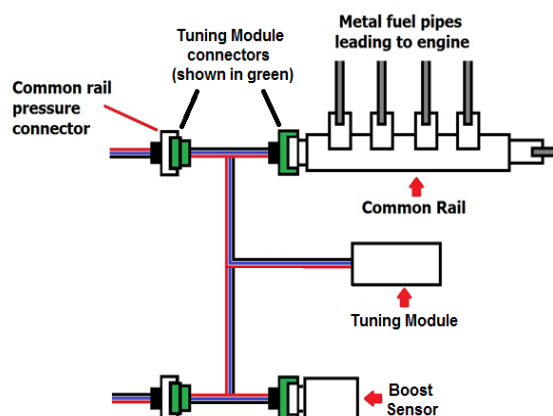 Tuning Module
connectors
(shown in green)
Metal fuel pipes
leading to engine
Common rail
pressure
connector
Common Rail
Tuning Module
Boost
Sensor